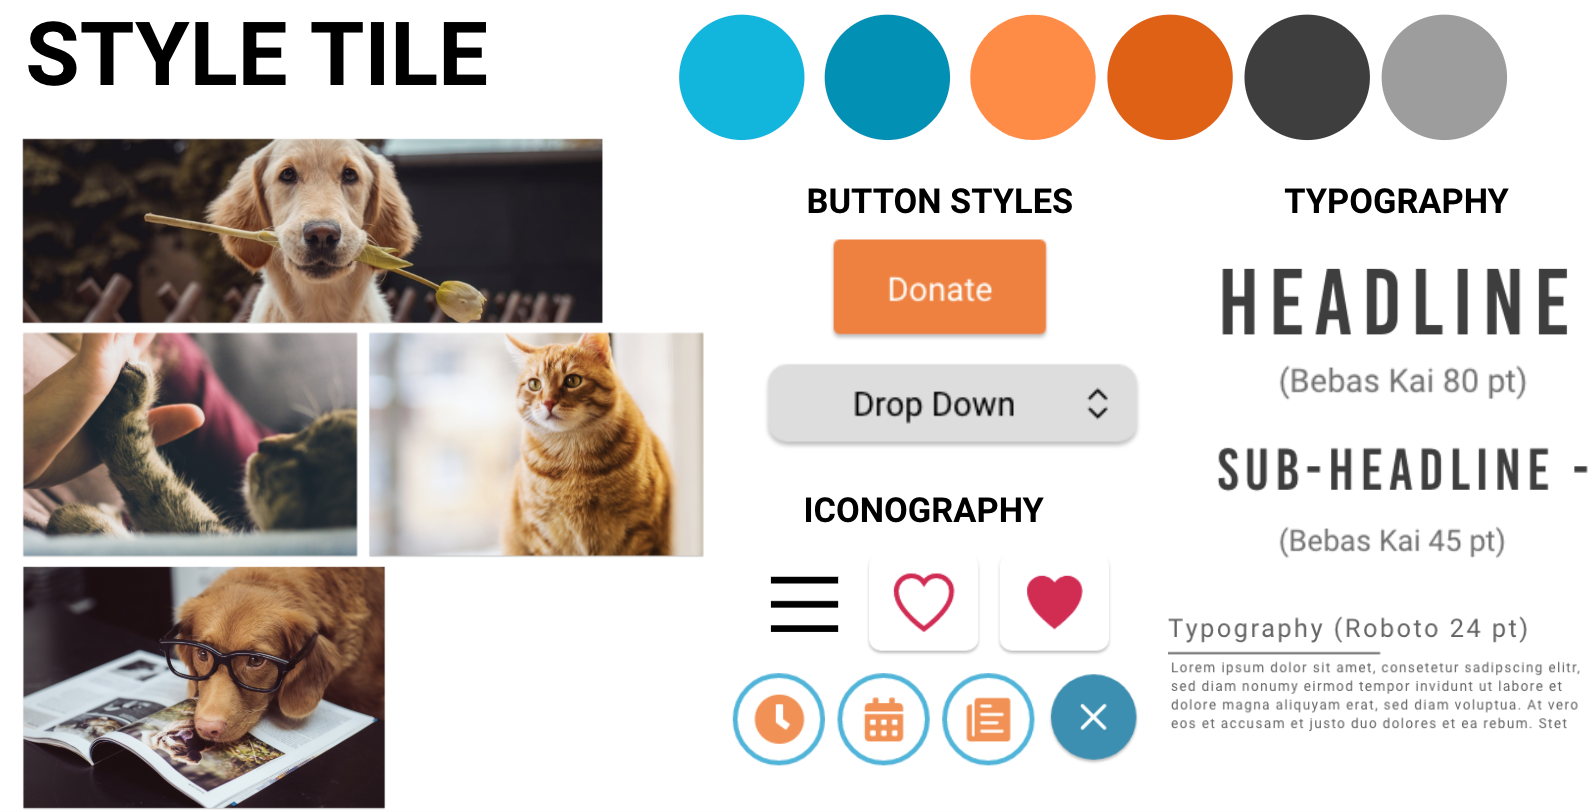 STYLE TILE
BUTTON STYLES
Donate
Drop Down
ICONOGRAPHY
TYPOGRAPHY
HEADLINE
(Bebas Kai 80 pt)
SUB-HEADLINE -
(Bebas Kai 45 pt)
Typography (Roboto 24 pt)
Lorem ipsum dolor sit amet, consetetur sadipscing elitr,
sed diam nonumy eirmod tempor invidunt ut labore et
dolore magna aliquyam erat, sed diam voluptua. At vero
eos et accusam et justo duo dolores et ea rebum. Stet